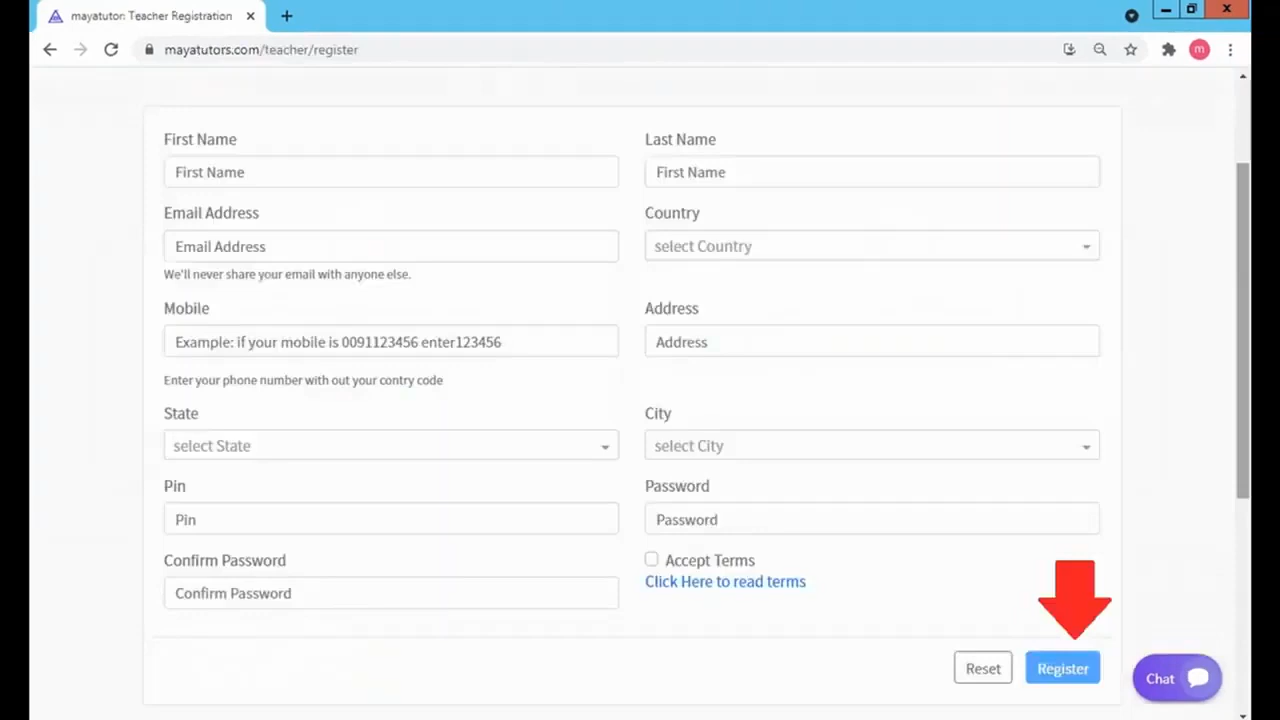 mayatutor: Teacher Registration
mayatutors.com/teacher/register
m
First Name Last Name
First Name First Name
Email Address Country
Email Address select Country
We'll never share your email with anyone else.
Mobile Address
Example: if your mobile is 0091123456 enter123456 Address
Enter your phone number with out your contry code
State City
select State select City
Pin Password
Pin Password
Confirm Password Accept Terms
Click Here to read terms
Confirm Password
Reset Register Chat